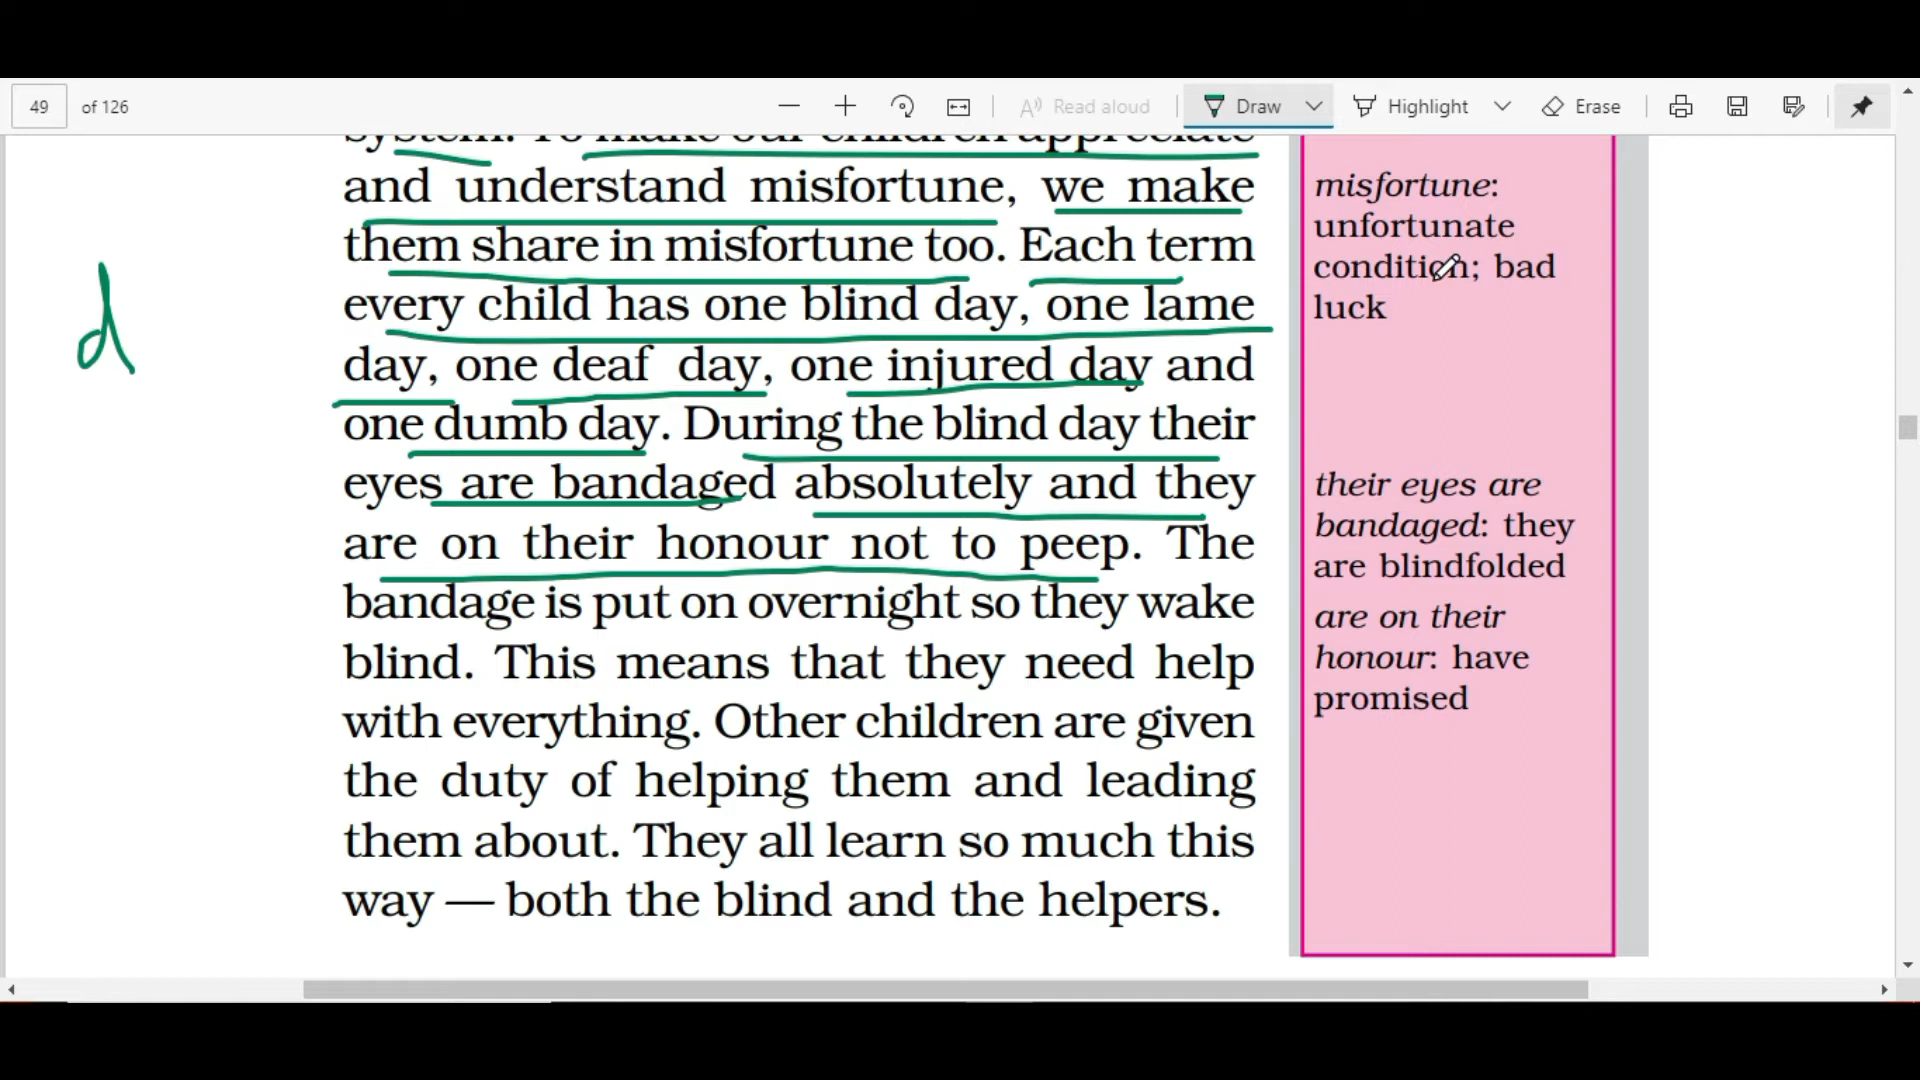 49 of 126 Read aloud Draw Highlight Erase
system. To make our children appreciate
and understand misfortune, we make
them share in misfortune too. Each term
every child has one blind day, one lame
day, one deaf day, one injured day and
one dumb day. During the blind day their
eyes are bandaged absolutely and they
are on their honour not to peep. The
bandage is put on overnight so they wake
blind. This means that they need help
with everything. Other children are given
the duty of helping them and leading
them about. They all learn so much this
way — both the blind and the helpers.
misfortune:
unfortunate
condition; bad
luck
their eyes are
bandaged: they
are blindfolded
are on their
honour: have
promised
d